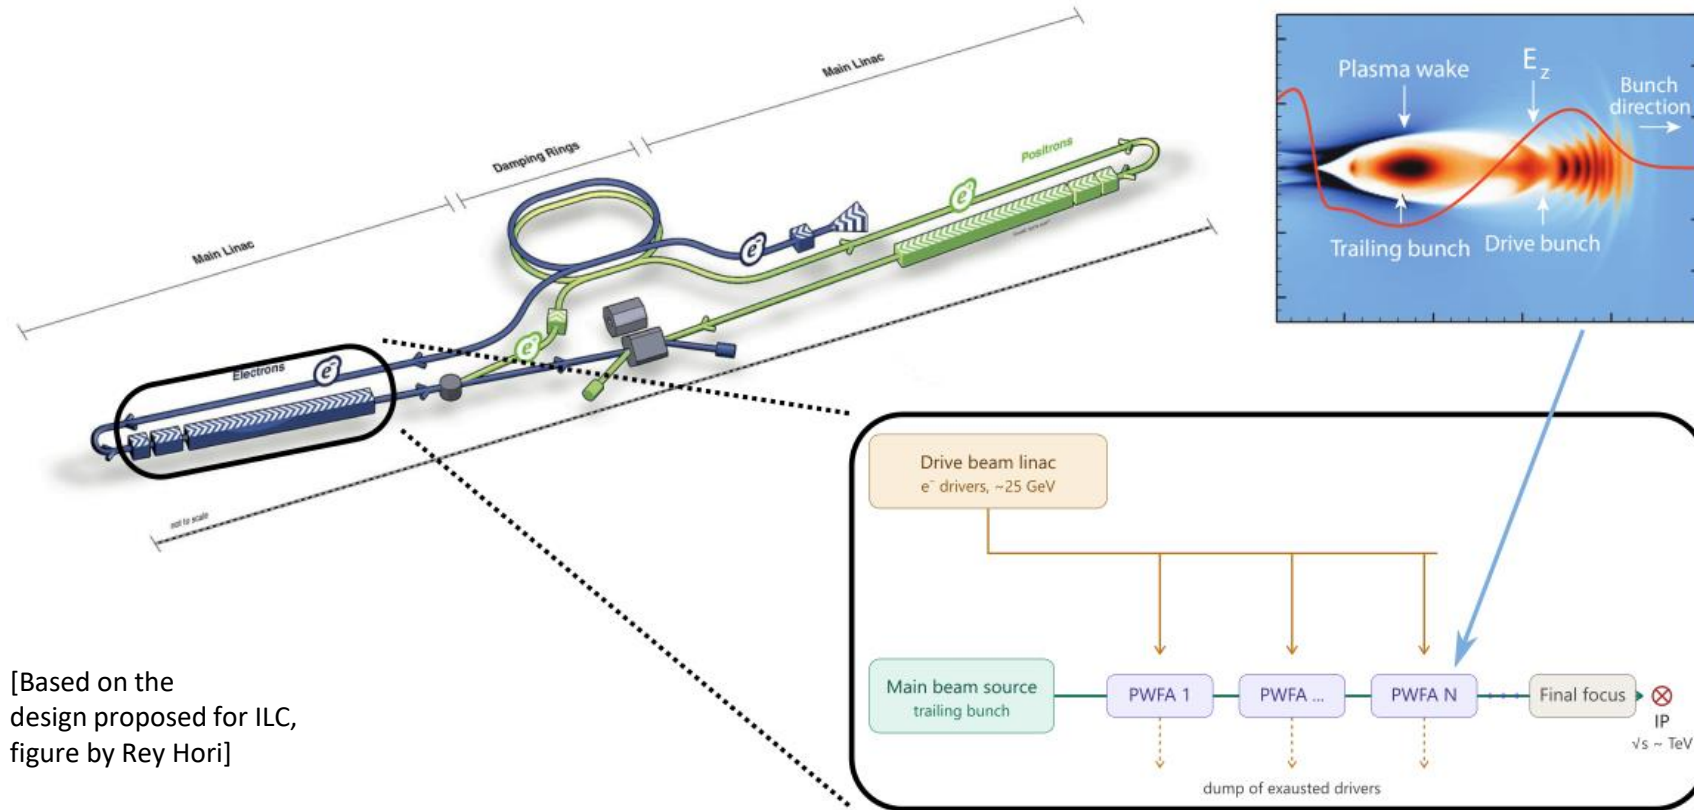 Main Linac
Damping Rings
Main Linac
Positrons
e-
e-
e-
Electrons
e-
not to scale
Plasma wake
E z
Bunch
direction
Trailing bunch
Drive bunch
Drive beam linac
e⁻ drivers, ~25 GeV
Main beam source
trailing bunch
PWFA 1
PWFA ...
PWFA N
Final focus
IP
√s ~ TeV
dump of exausted drivers
[Based on the
design proposed for ILC,
figure by Rey Hori]